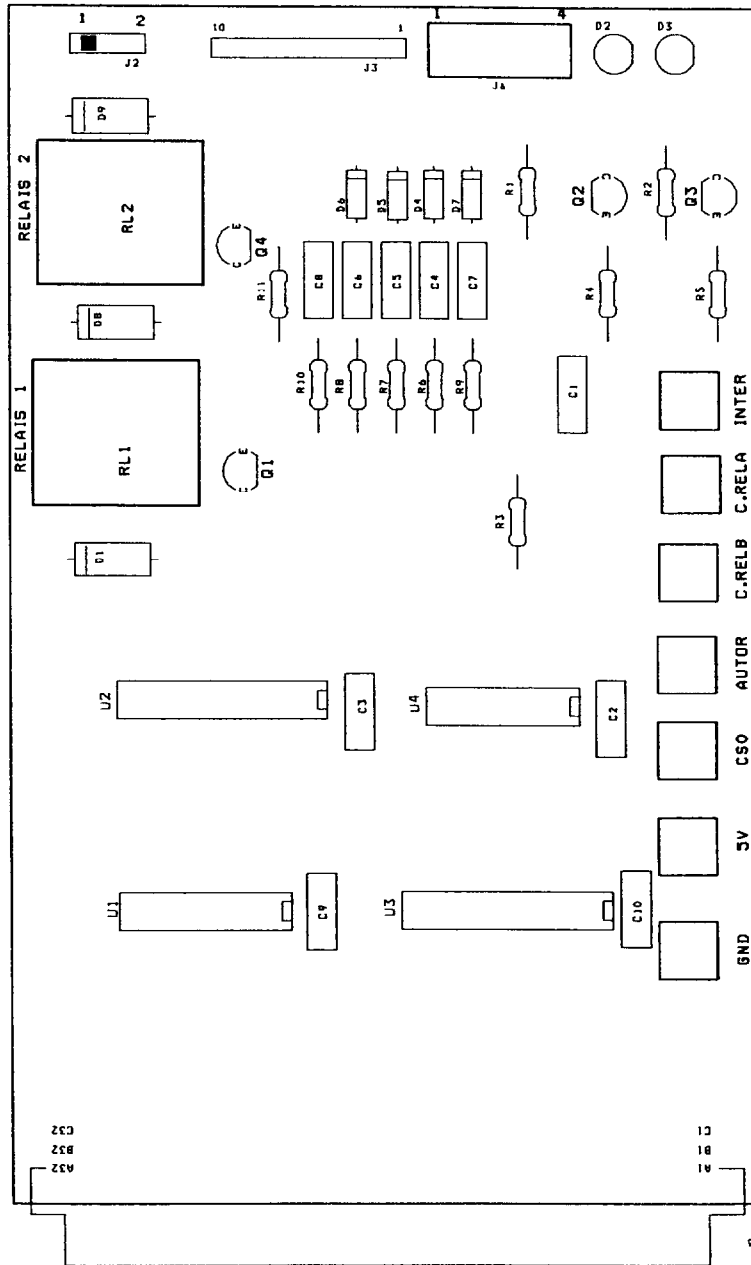 1 2
J2
10 1
J3
1 4
J6
D2
D3
D9
RELAIS 2
RL2
Q4
C E
R11
D6
D5
D4
D7
R1
Q2
C
E
R2
Q3
C
E
C8
C6
C5
C4
C7
R4
R5
D8
RELAIS 1
RL1
Q1
C E
R10
R8
R7
R6
R9
C1
R3
D1
INTER
C.RELA
C.RELB
AUTOR
CSO
5V
GND
U2
C3
U4
C2
U1
C9
U3
C10
C32
B32
A32
C1
B1
A1